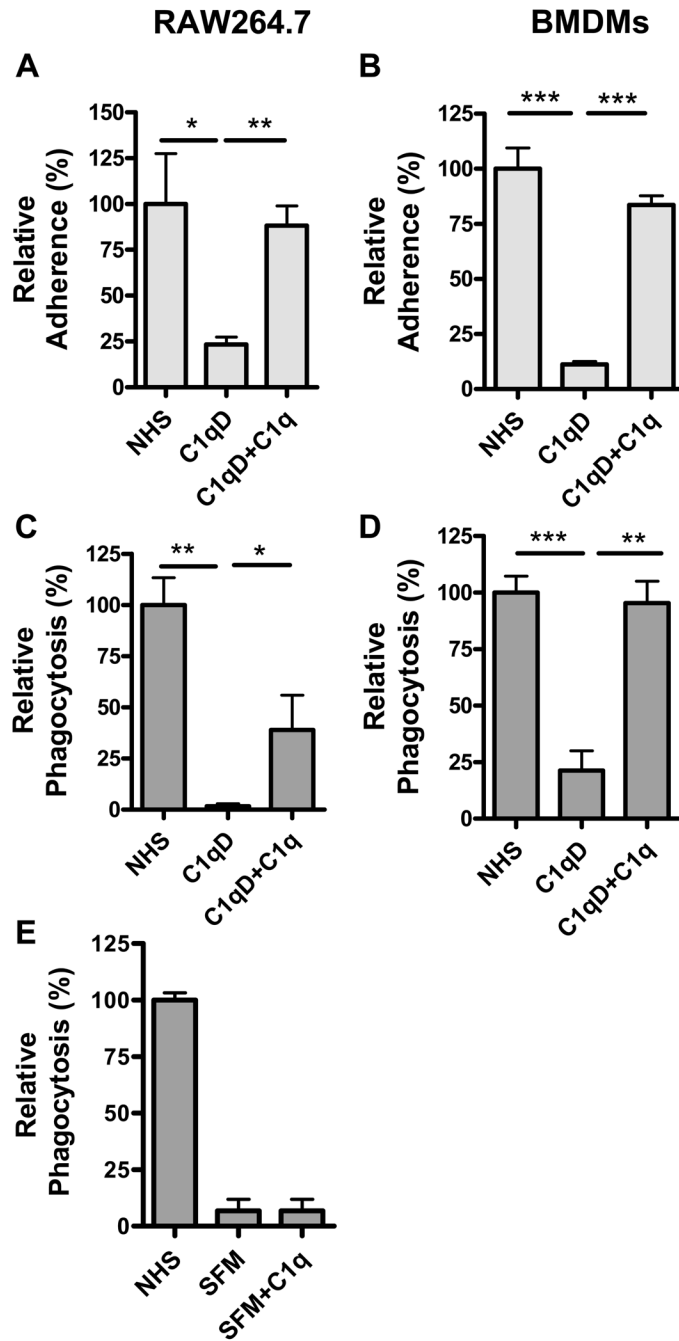 RAW264.7
BMDMs
A
Relative
Adherence (%)
150
125
100
75
50
25
0
* **
NHS
C1qD
C1qD+C1q
B
Relative
Adherence (%)
125
100
75
50
25
0
*** ***
NHS
C1qD
C1qD+C1q
C
Relative
Phagocytosis (%)
125
100
75
50
25
0
** *
NHS
C1qD
C1qD+C1q
D
Relative
Phagocytosis (%)
125
100
75
50
25
0
*** **
NHS
C1qD
C1qD+C1q
E
Relative
Phagocytosis (%)
125
100
75
50
25
0
NHS
SFM
SFM+C1q